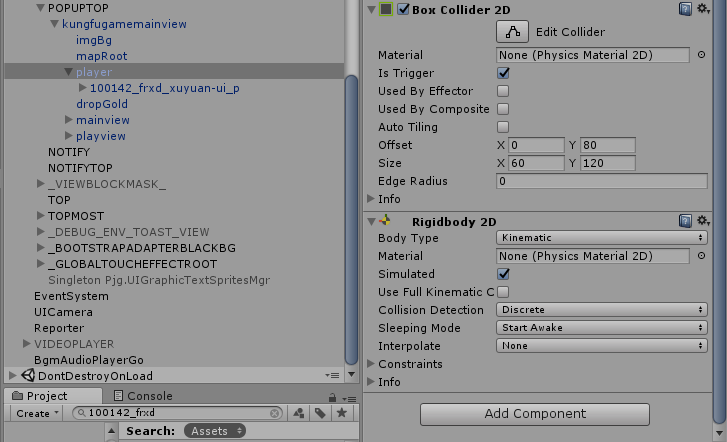 POPUPTOP
kungfugamemainview
imgBg
mapRoot
player
100142_frxd_xuyuan-ui_p
dropGold
mainview
playview
NOTIFY
NOTIFYTOP
_VIEWBLOCKMASK_
TOP
TOPMOST
_DEBUG_ENV_TOAST_VIEW
_BOOTSTRAPADAPTERBLACKBG
_GLOBALTOUCHEFFECTROOT
Singleton Pjg.UIGraphicTextSpritesMgr
EventSystem
UICamera
Reporter
VIDEOPLAYER
BgmAudioPlayerGo
DontDestroyOnLoad
Project Console
Create 100142_frxd
Search: Assets
Box Collider 2D
Edit Collider
Material None (Physics Material 2D)
Is Trigger
Used By Effector
Used By Composite
Auto Tiling
Offset X 0 Y 80
Size X 60 Y 120
Edge Radius 0
Info
Rigidbody 2D
Body Type Kinematic
Material None (Physics Material 2D)
Simulated
Use Full Kinematic C
Collision Detection Discrete
Sleeping Mode Start Awake
Interpolate None
Constraints
Info
Add Component